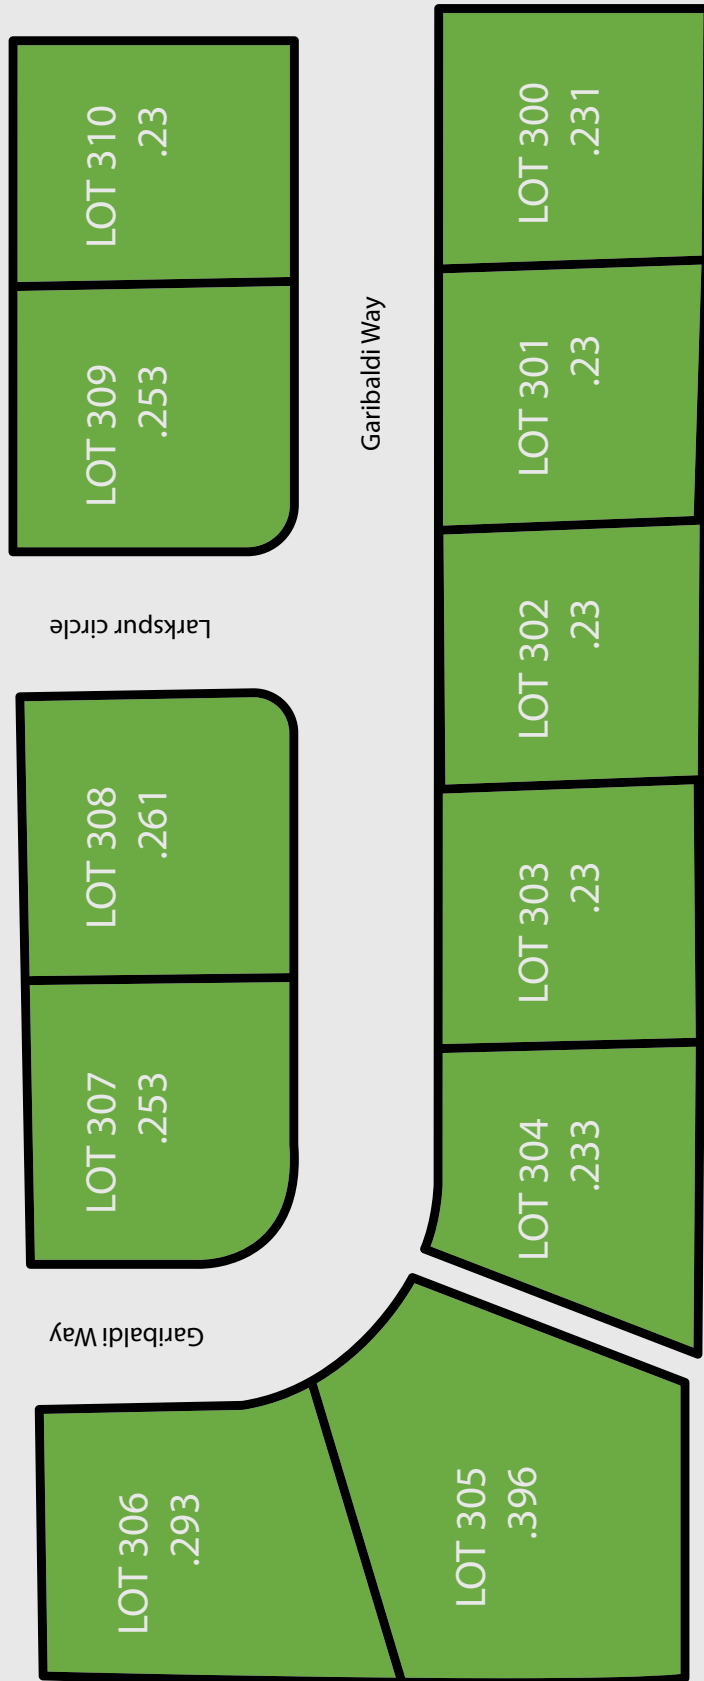 LOT 310
.23
LOT 309
.253
Larkspur circle
LOT 308
.261
LOT 307
.253
Garibaldi Way
LOT 306
.293
LOT 305
.396
Garibaldi Way
LOT 300
.231
LOT 301
.23
LOT 302
.23
LOT 303
.23
LOT 304
.233